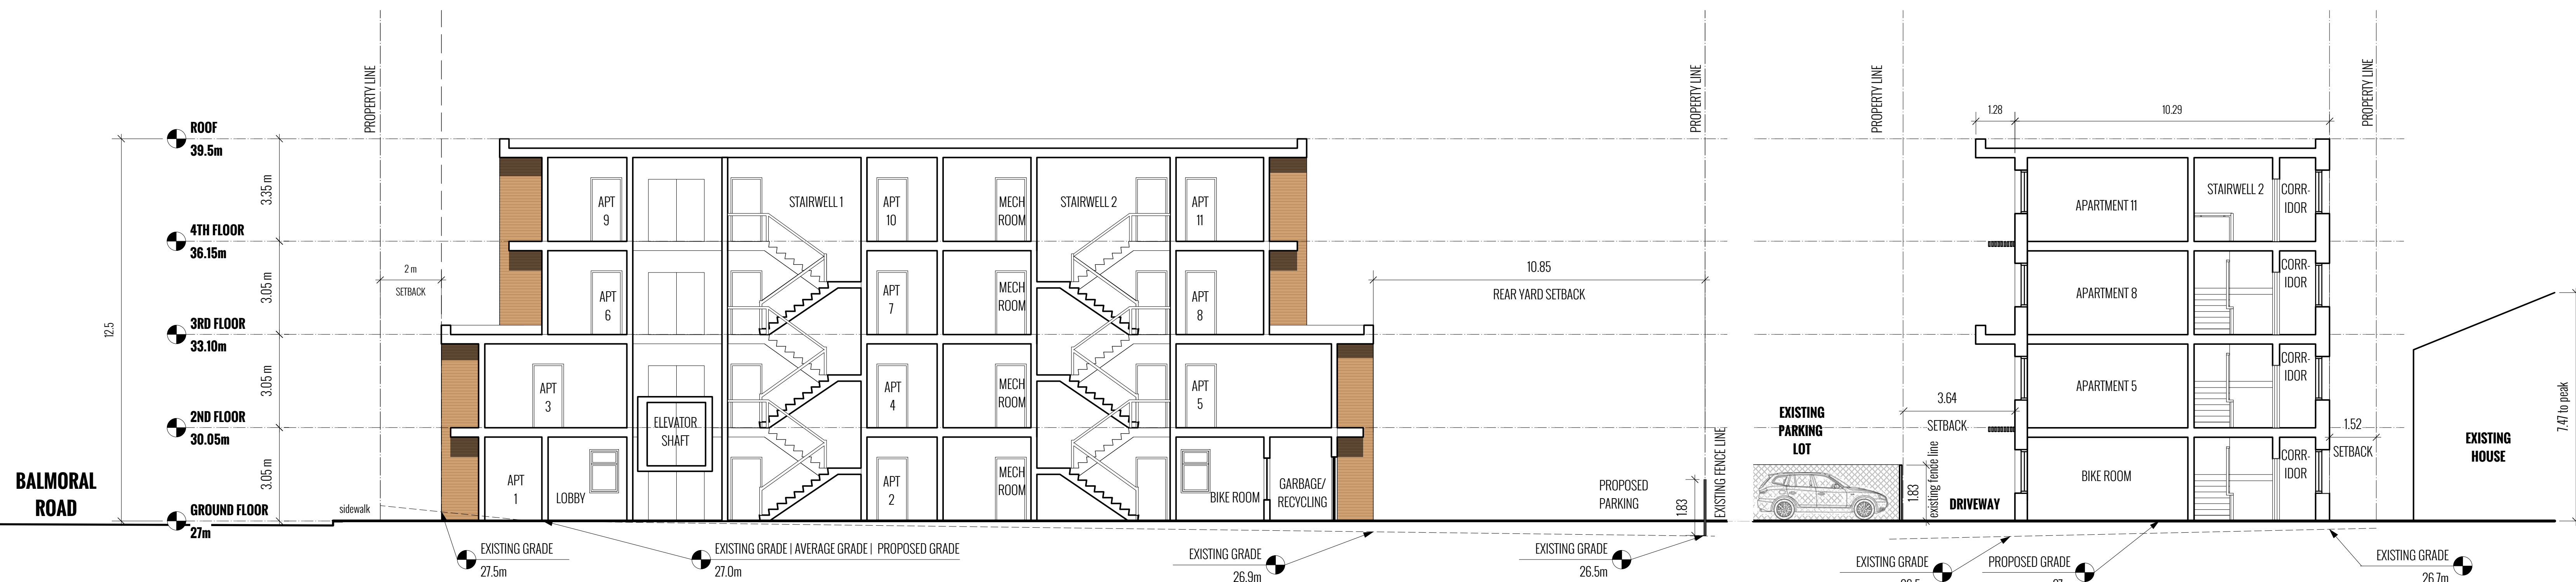 PROPERTY LINE
PROPERTY LINE
PROPERTY LINE
PROPERTY LINE
ROOF
39.5m
4TH FLOOR
36.15m
3RD FLOOR
33.10m
2ND FLOOR
30.05m
GROUND FLOOR
27m
12.5
3.35 m
3.05 m
3.05 m
3.05 m
BALMORAL
ROAD
2 m
SETBACK
sidewalk
APT
9
STAIRWELL 1
APT
10
MECH
ROOM
STAIRWELL 2
APT
11
APT
6
APT
7
MECH
ROOM
APT
8
APT
3
ELEVATOR
SHAFT
APT
4
MECH
ROOM
APT
5
APT
1
LOBBY
APT
2
MECH
ROOM
BIKE ROOM
GARBAGE/
RECYCLING
10.85
REAR YARD SETBACK
PROPOSED
PARKING
1.83
EXISTING FENCE LINE
EXISTING GRADE
27.5m
EXISTING GRADE | AVERAGE GRADE | PROPOSED GRADE
27.0m
EXISTING GRADE
26.9m
EXISTING GRADE
26.5m
1.28
10.29
APARTMENT 11
STAIRWELL 2
CORR-
IDOR
APARTMENT 8
CORR-
IDOR
APARTMENT 5
CORR-
IDOR
BIKE ROOM
CORR-
IDOR
EXISTING
PARKING
LOT
3.64
SETBACK
1.83
existing fence line
DRIVEWAY
1.52
SETBACK
EXISTING
HOUSE
7.47 to peak
EXISTING GRADE
PROPOSED GRADE
EXISTING GRADE
26.7m